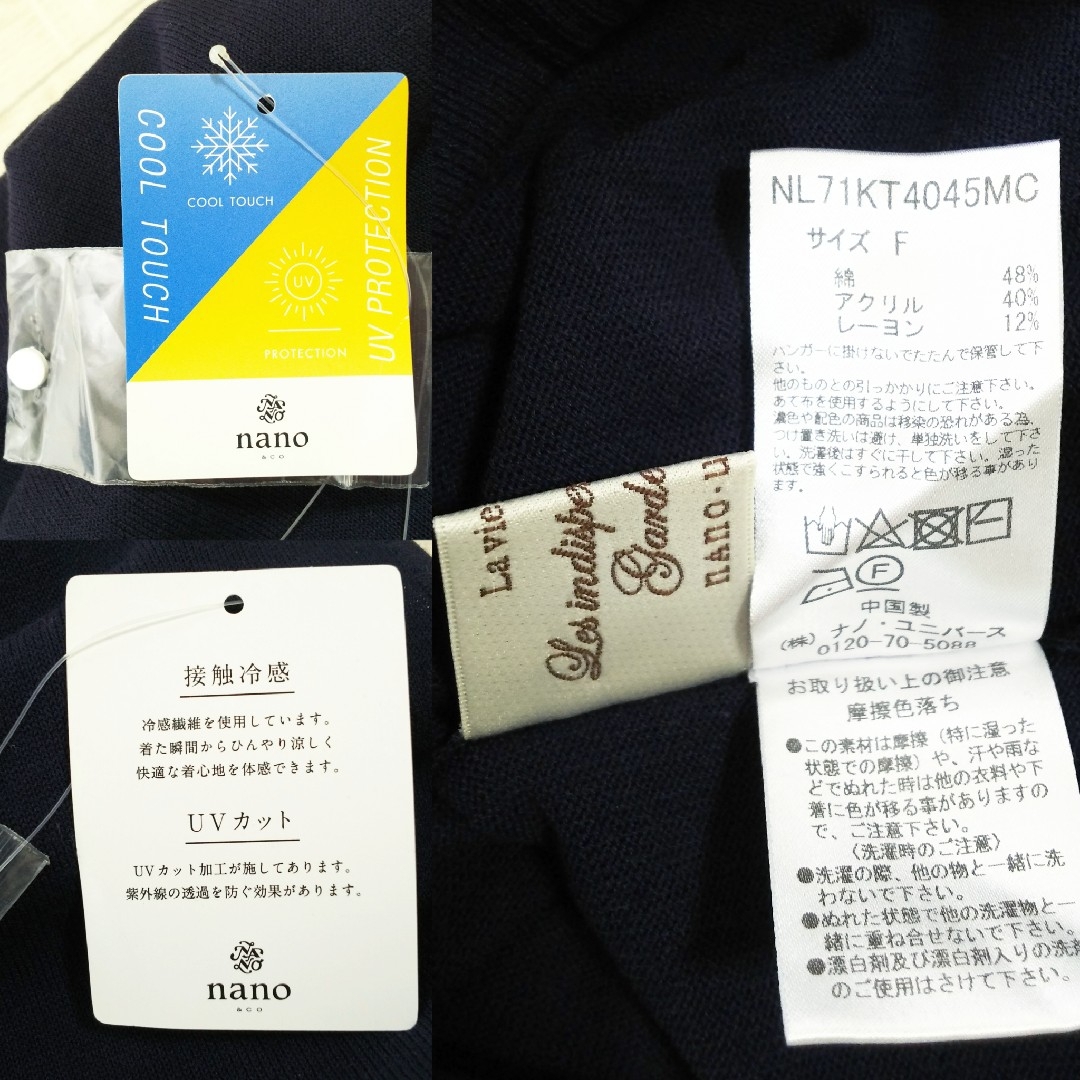 COOL TOUCH
COOL TOUCH
UV
PROTECTION
UV PROTECTION
nano
& CO
接触冷感
冷感繊維を使用しています。
着た瞬間からひんやり涼しく
快適な着心地を体感できます。
UVカット
UVカット加工が施してあります。
紫外線の透過を防ぐ効果があります。
nano
& CO
La vie
Les indispen
Garde
nano・u
NL71KT4045MC
サイズ F
綿 48%
アクリル 40%
レーヨン 12%
ハンガーに掛けないでたたんで保管して下
さい。
他のものとの引っかかりにご注意下さい。
あて布を使用するようにして下さい。
濃色や配色の商品は移染の恐れがある為、
つけ置き洗いは避け、単独洗いをして下さ
い。洗濯後はすぐに干して下さい。湿った
状態で強くこすられると色が移る事があり
ます。
F
中国製
(株) ナノ・ユニバース
0120-70-5088
お取り扱い上の御注意
摩擦色落ち
●この素材は摩擦（特に湿った
状態での摩擦）や、汗や雨な
どでぬれた時は他の衣料や下
着に色が移る事がありますの
で、ご注意下さい。
〈洗濯時のご注意〉
●洗濯の際、他の物と一緒に洗
わないで下さい。
●ぬれた状態で他の洗濯物と一
緒に重ね合せないで下さい。
●漂白剤及び漂白剤入りの洗剤
のご使用はさけて下さい。